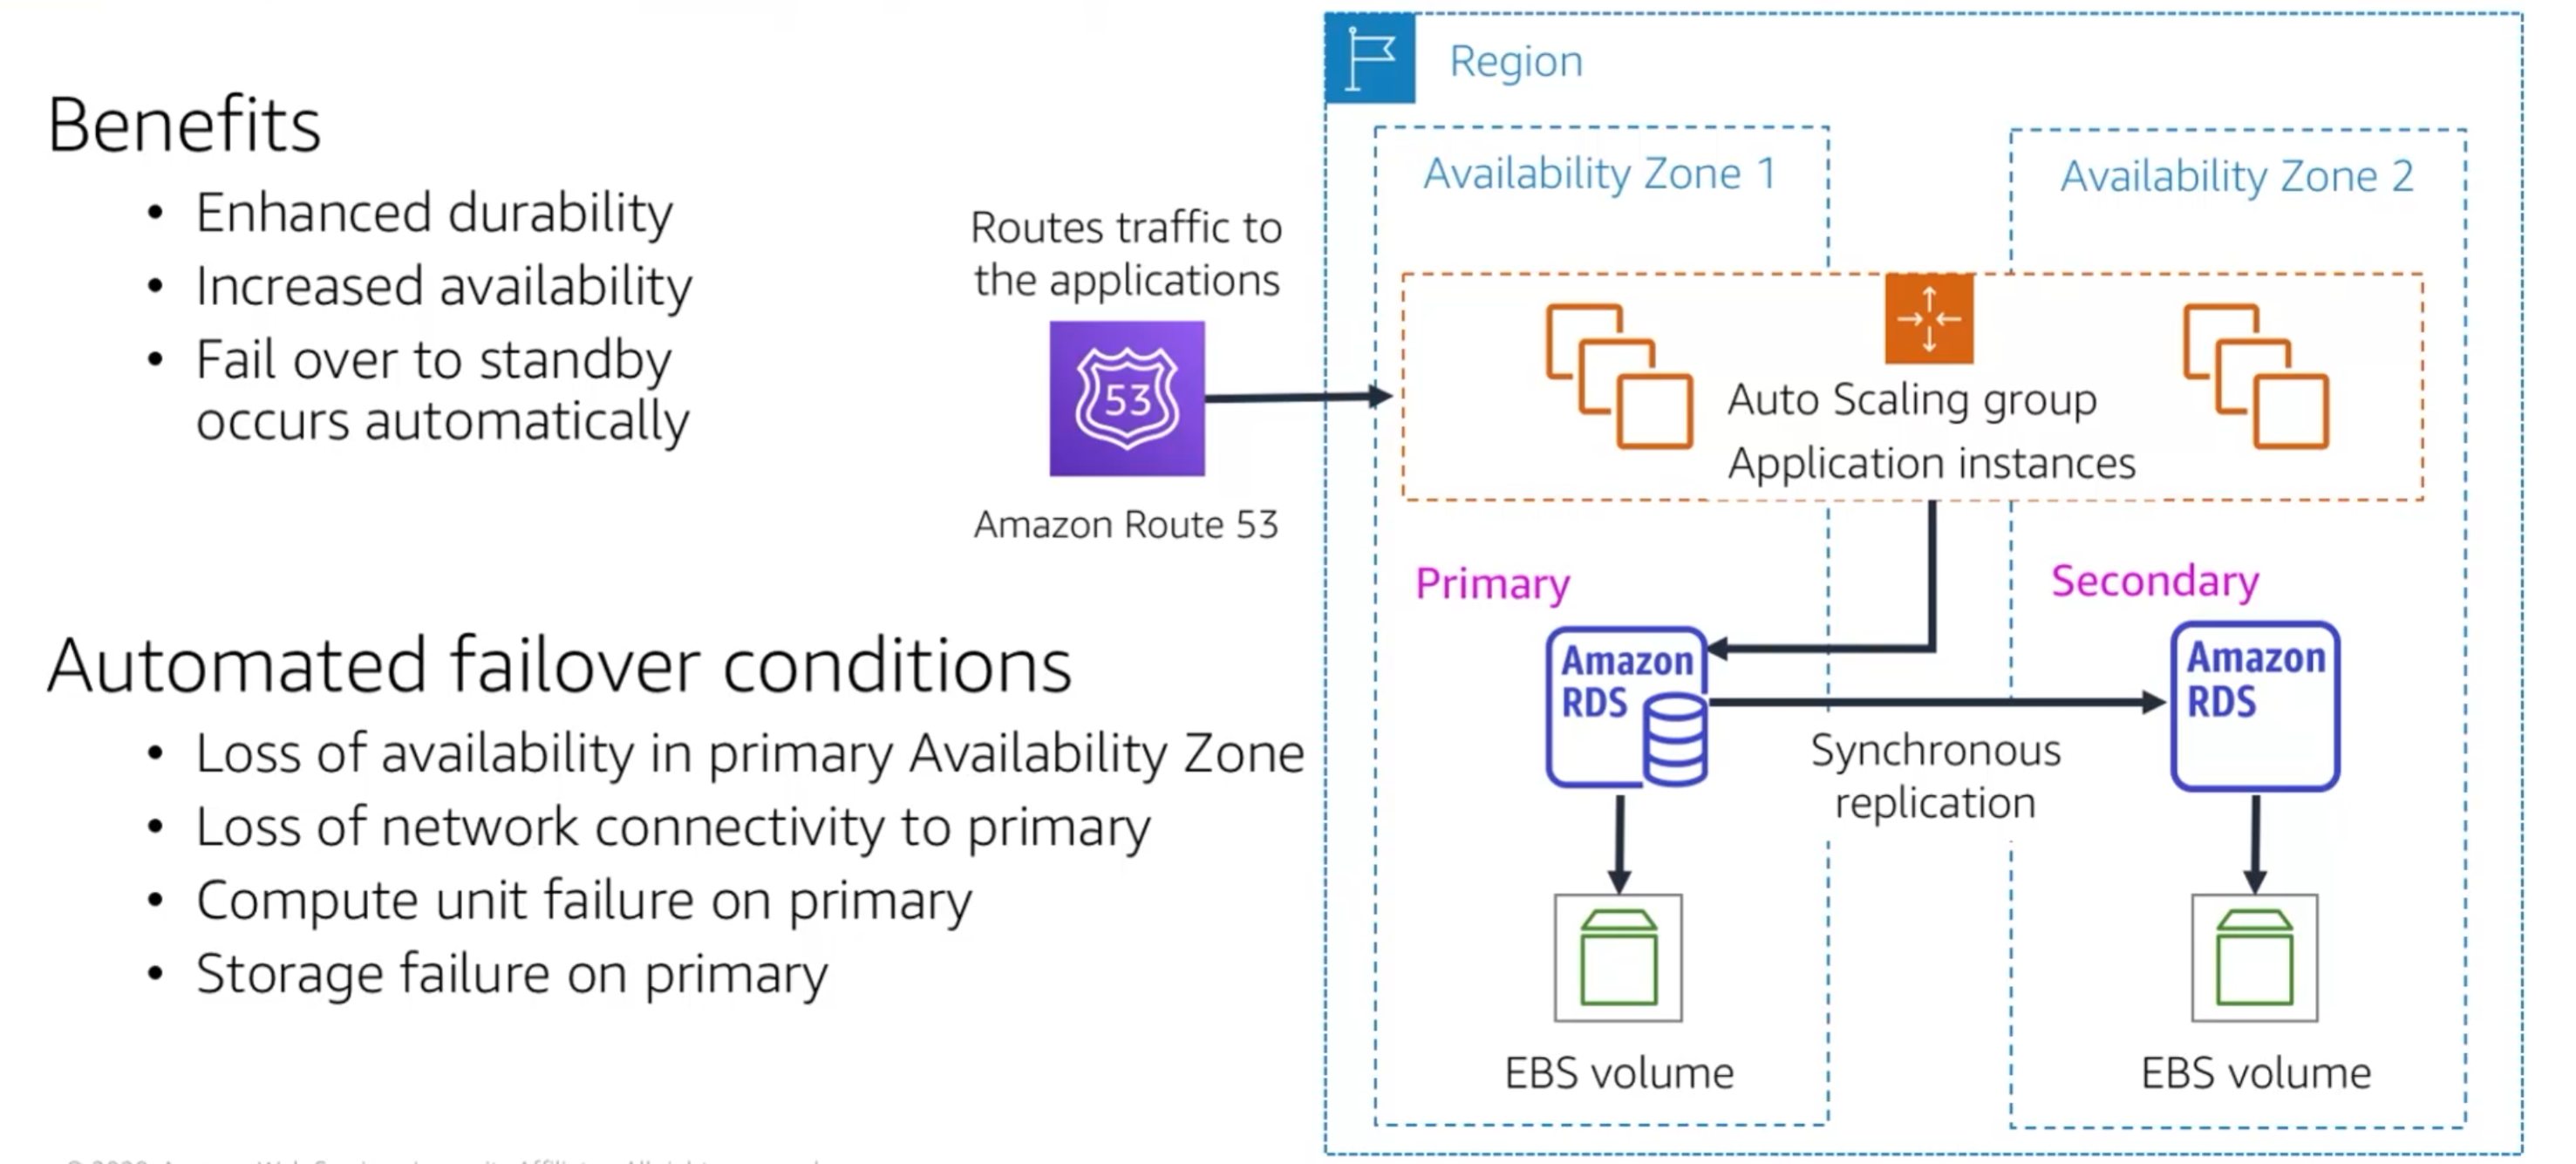 Benefits
• Enhanced durability
• Increased availability
• Fail over to standby
occurs automatically
Automated failover conditions
• Loss of availability in primary Availability Zone
• Loss of network connectivity to primary
• Compute unit failure on primary
• Storage failure on primary
Routes traffic to
the applications
53
Amazon Route 53
Region
Availability Zone 1
Availability Zone 2
Auto Scaling group
Application instances
Primary
Secondary
Amazon
RDS
Amazon
RDS
Synchronous
replication
EBS volume
EBS volume